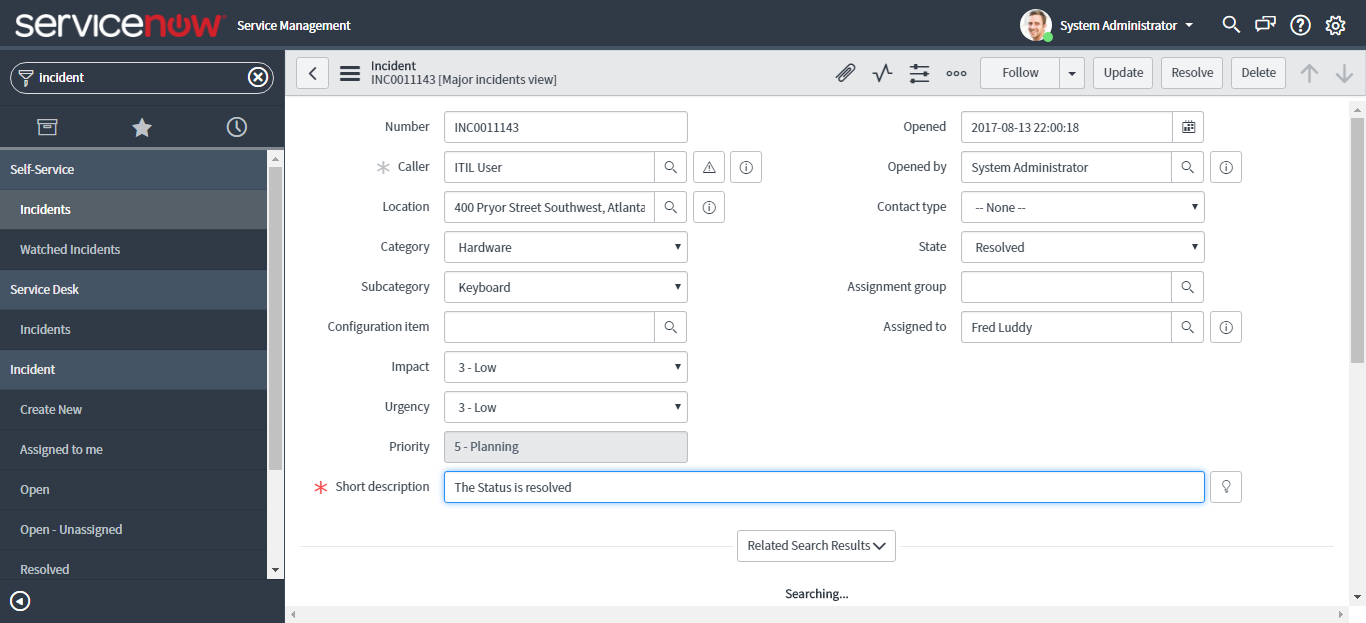 servicenow Service Management
System Administrator
incident
Self-Service
Incidents
Watched Incidents
Service Desk
Incidents
Incident
Create New
Assigned to me
Open
Open - Unassigned
Resolved
Incident
INC0011143 [Major incidents view]
Follow Update Resolve Delete
Number INC0011143
Opened 2017-08-13 22:00:18
Caller ITIL User
Opened by System Administrator
Location 400 Pryor Street Southwest, Atlanta
Contact type -- None --
Category Hardware
State Resolved
Subcategory Keyboard
Assignment group
Configuration item
Assigned to Fred Luddy
Impact 3 - Low
Urgency 3 - Low
Priority 5 - Planning
Short description The Status is resolved
Related Search Results
Searching...